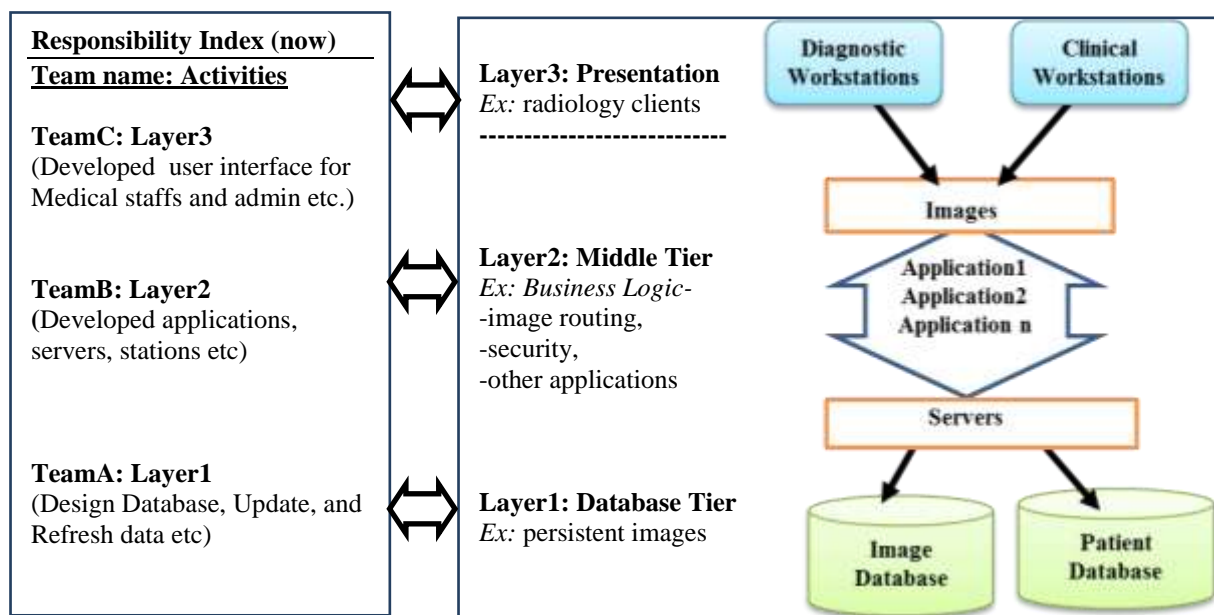 Responsibility Index (now)
Team name: Activities
TeamC: Layer3
(Developed  user interface for
Medical staffs and admin etc.)
TeamB: Layer2
(Developed applications,
servers, stations etc)
TeamA: Layer1
(Design Database, Update, and
Refresh data etc)
Layer3: Presentation
Ex: radiology clients
----------------------------
Layer2: Middle Tier
Ex: Business Logic-
-image routing,
-security,
-other applications
Layer1: Database Tier
Ex: persistent images
Diagnostic
Workstations
Clinical
Workstations
Images
Application1
Application2
Application n
Servers
Image
Database
Patient
Database